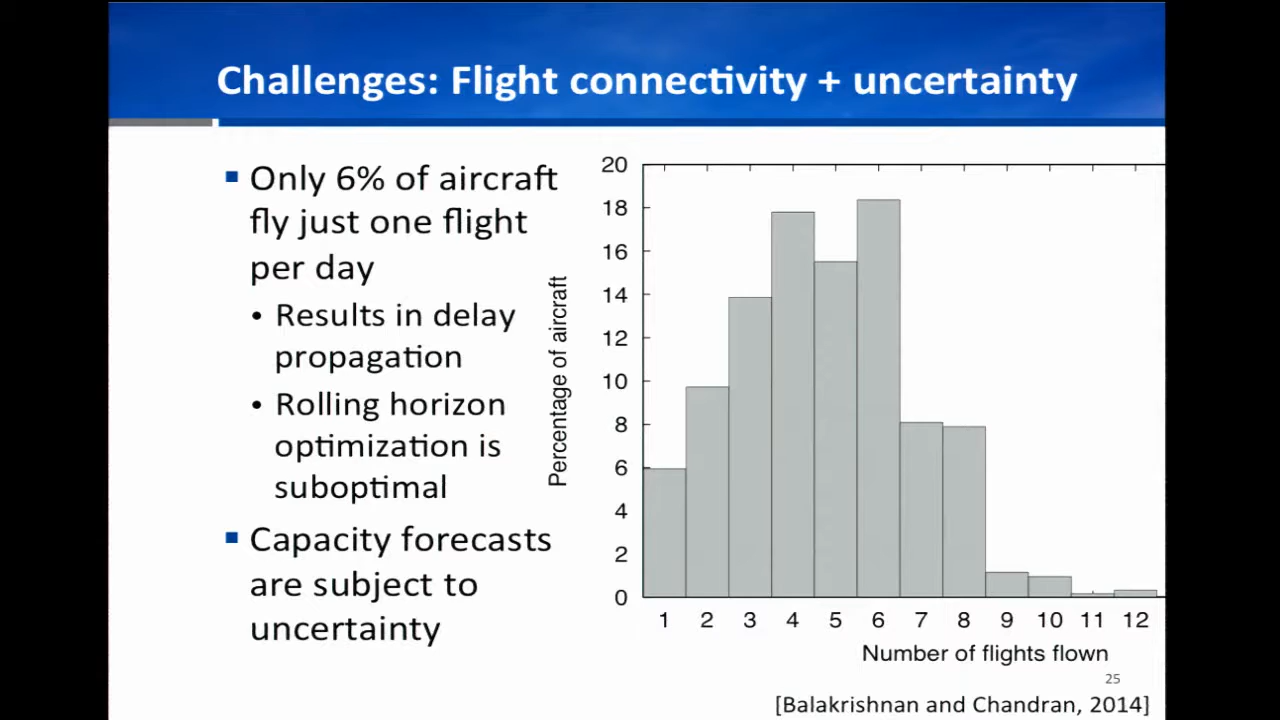 Challenges: Flight connectivity + uncertainty
▪ Only 6% of aircraft
fly just one flight
per day
• Results in delay
propagation
• Rolling horizon
optimization is
suboptimal
▪ Capacity forecasts
are subject to
uncertainty
Percentage of aircraft
20
18
16
14
12
10
8
6
4
2
0
1 2 3 4 5 6 7 8 9 10 11 12
Number of flights flown
25
[Balakrishnan and Chandran, 2014]